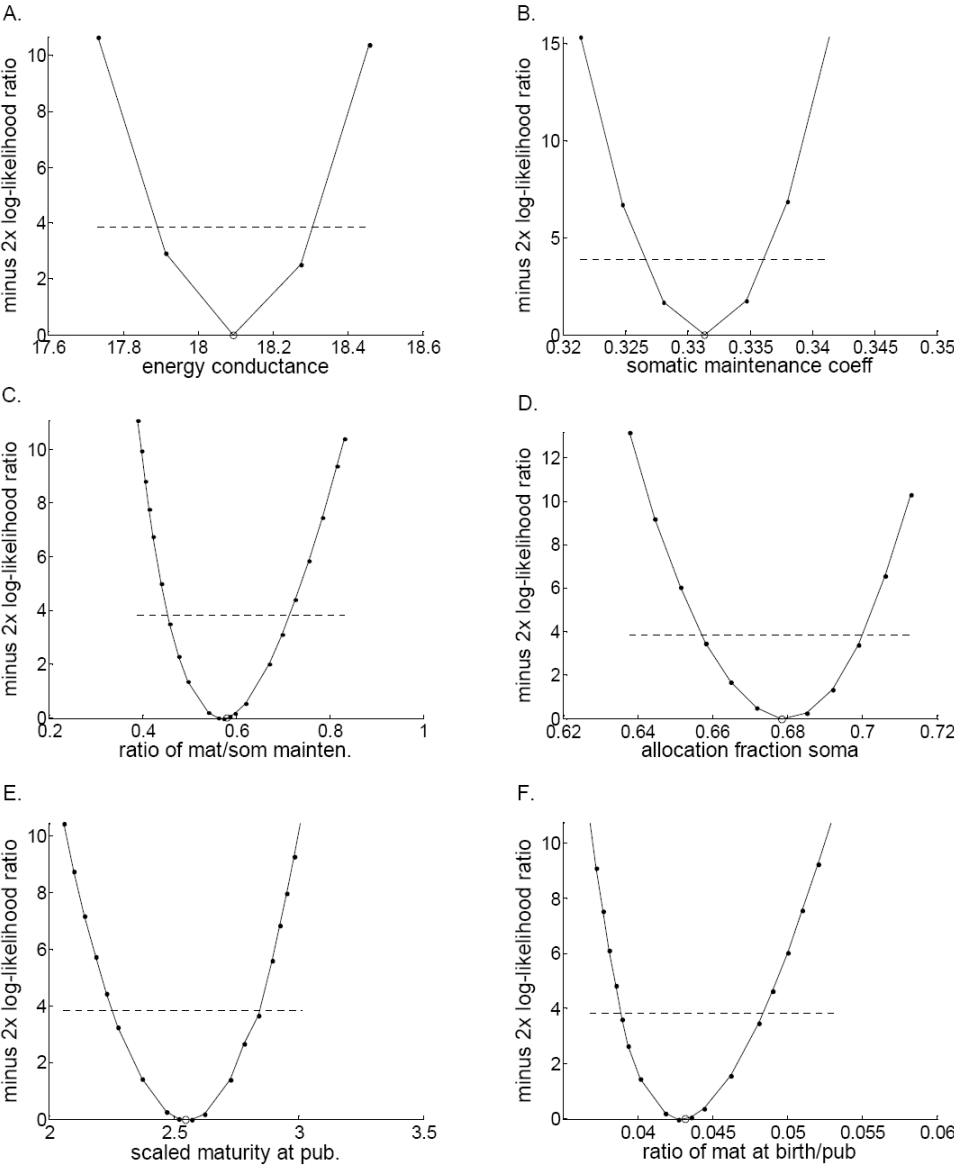 A.
minus 2x log-likelihood ratio
10
8
6
4
2
0
17.6 17.8 18 18.2 18.4 18.6
energy conductance
B.
minus 2x log-likelihood ratio
15
10
5
0
0.32 0.325 0.33 0.335 0.34 0.345 0.35
somatic maintenance coeff
C.
minus 2x log-likelihood ratio
10
8
6
4
2
0
0.2 0.4 0.6 0.8 1
ratio of mat/som mainten.
D.
minus 2x log-likelihood ratio
12
10
8
6
4
2
0
0.62 0.64 0.66 0.68 0.7 0.72
allocation fraction soma
E.
minus 2x log-likelihood ratio
10
8
6
4
2
0
2 2.5 3 3.5
scaled maturity at pub.
F.
minus 2x log-likelihood ratio
10
8
6
4
2
0
0.04 0.045 0.05 0.055 0.06
ratio of mat at birth/pub